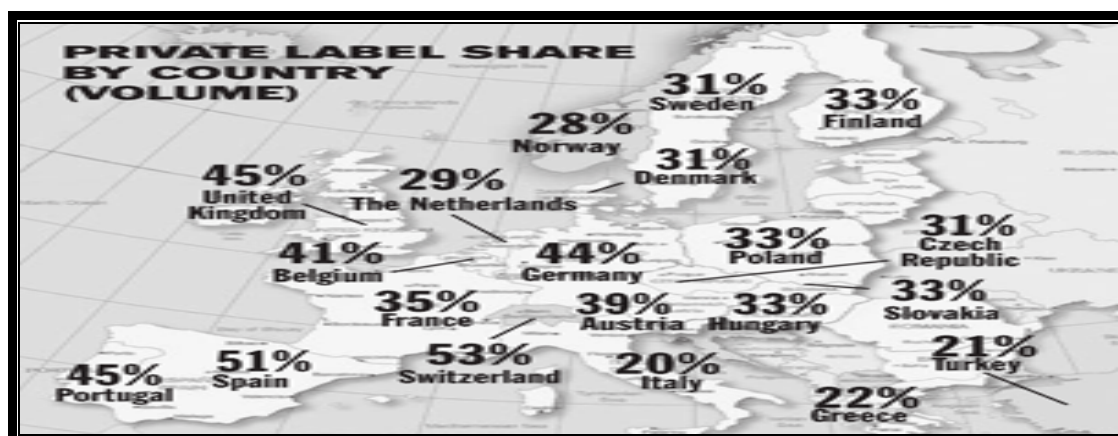 PRIVATE LABEL SHARE
BY COUNTRY
(VOLUME)
31%
Sweden
33%
Finland
28%
Norway
31%
Denmark
45%
United
Kingdom
29%
The Netherlands
41%
Belgium
44%
Germany
33%
Poland
31%
Czech
Republic
35%
France
39%
Austria
33%
Hungary
33%
Slovakia
45%
Portugal
51%
Spain
53%
Switzerland
20%
Italy
21%
Turkey
22%
Greece